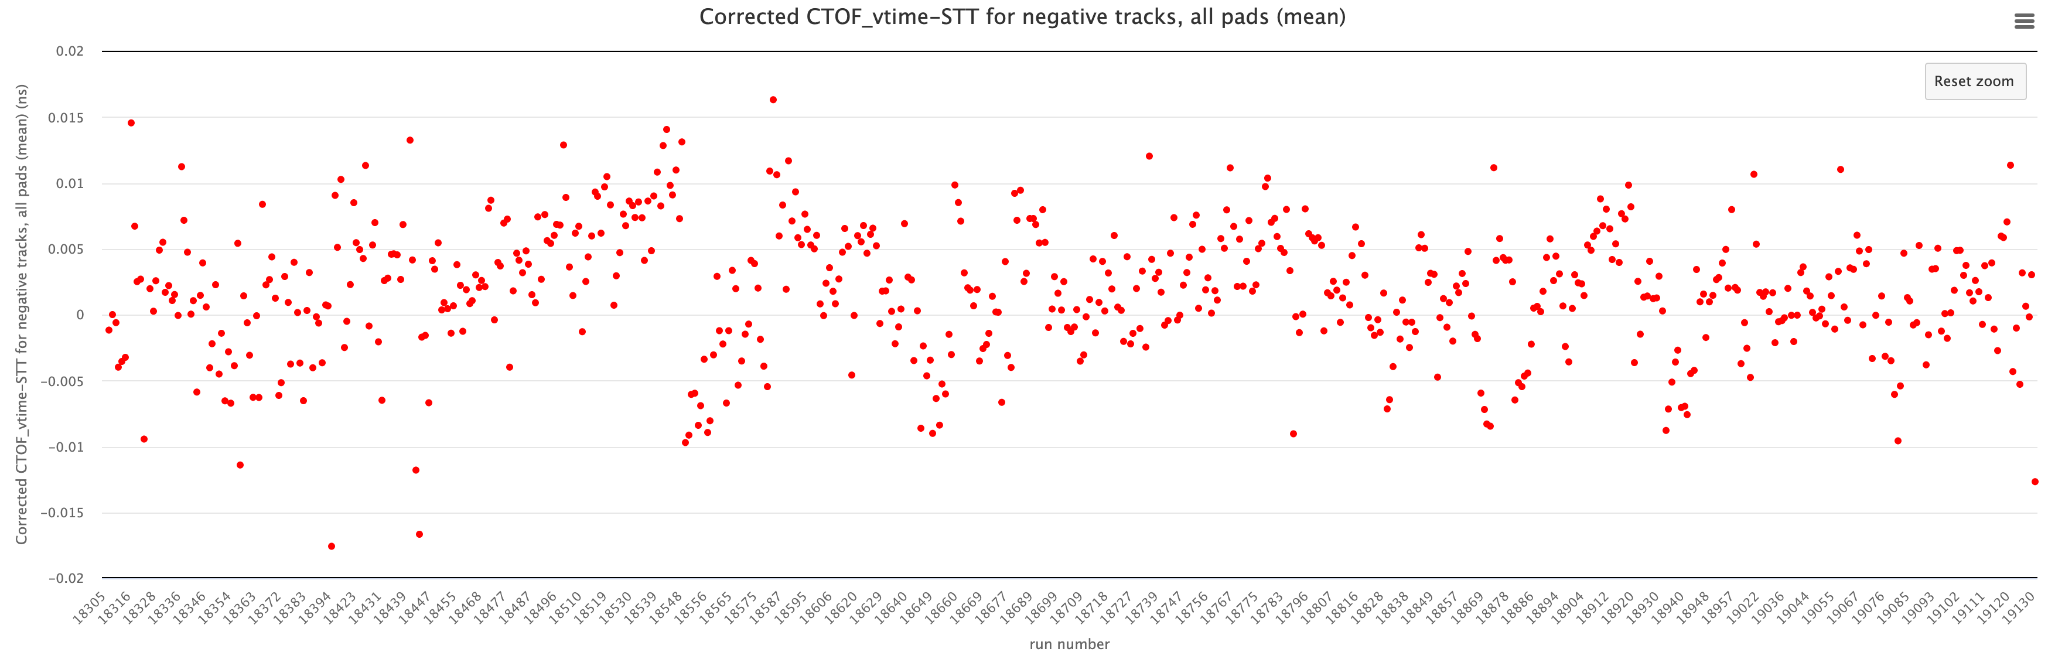 Corrected CTOF_vtime−STT for negative tracks, all pads (mean)
Reset zoom
Corrected CTOF_vtime−STT for negative tracks, all pads (mean) (ns)
0.02
0.015
0.01
0.005
0
−0.005
−0.01
−0.015
−0.02
18305 18316 18328 18336 18346 18354 18363 18372 18383 18394 18423 18431 18439 18447 18455 18468 18477 18487 18496 18510 18519 18530 18539 18548 18556 18565 18575 18587 18595 18606 18620 18629 18640 18649 18660 18669 18677 18689 18699 18709 18718 18727 18739 18747 18756 18767 18775 18783 18796 18807 18816 18828 18838 18849 18857 18869 18878 18886 18894 18904 18912 18920 18930 18940 18948 18957 19022 19036 19044 19055 19067 19076 19085 19093 19102 19111 19120 19130
run number